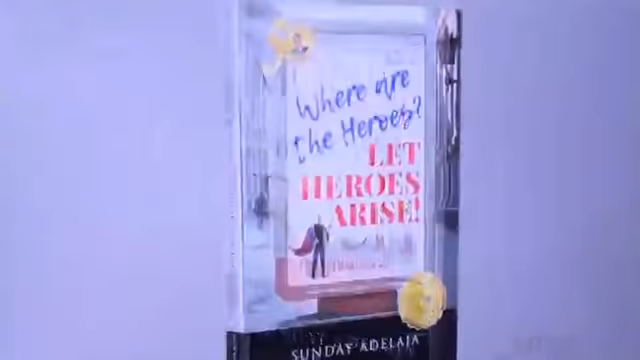 Where are
the Heroes?
LET
HEROES
ARISE!
SUNDAY ADELAJA